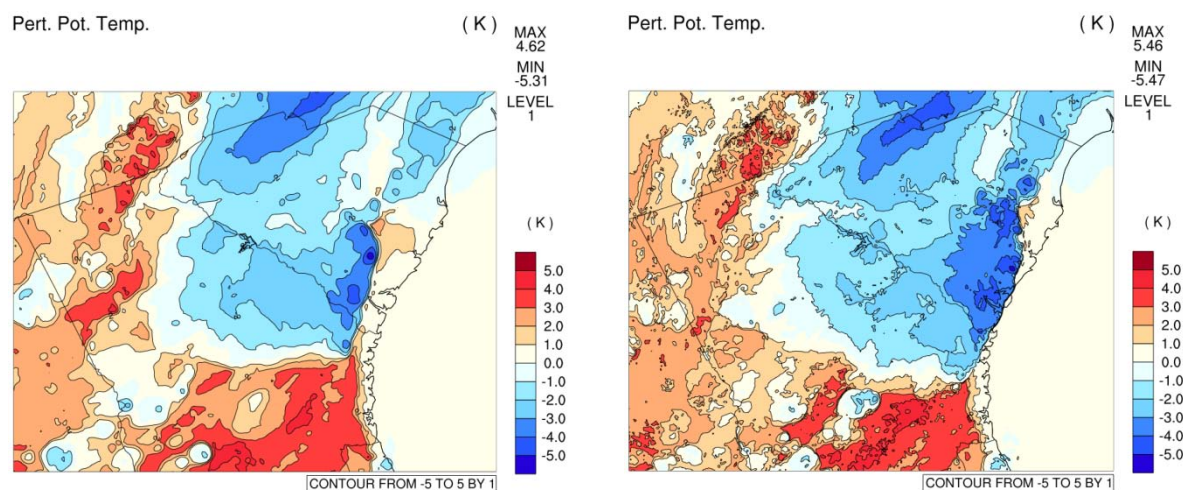 Pert. Pot. Temp. ( K )
MAX
4.62
MIN
-5.31
LEVEL
1
( K )
5.0
4.0
3.0
2.0
1.0
0.0
-1.0
-2.0
-3.0
-4.0
-5.0
CONTOUR FROM -5 TO 5 BY 1
Pert. Pot. Temp. ( K )
MAX
5.46
MIN
-5.47
LEVEL
1
( K )
5.0
4.0
3.0
2.0
1.0
0.0
-1.0
-2.0
-3.0
-4.0
-5.0
CONTOUR FROM -5 TO 5 BY 1